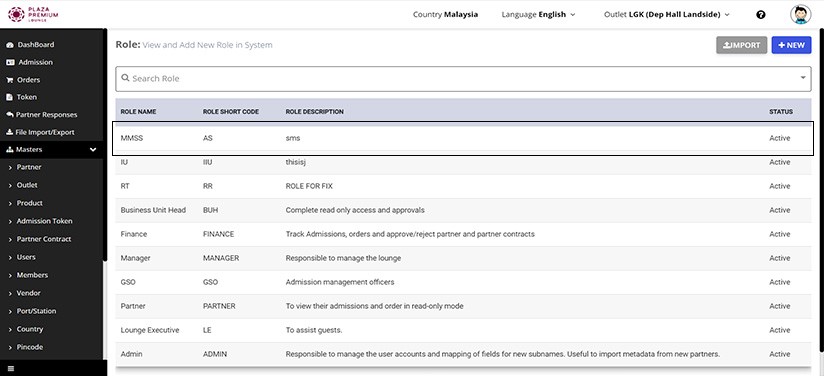 PLAZA PREMIUM LOUNGE
Country Malaysia Language English Outlet LGK (Dep Hall Landside)
DashBoard
Admission
Orders
Token
Partner Responses
File Import/Export
Masters
Partner
Outlet
Product
Admission Token
Partner Contract
Users
Members
Vendor
Port/Station
Country
Pincode
Role: View and Add New Role in System
IMPORT + NEW
Search Role
ROLE NAME ROLE SHORT CODE ROLE DESCRIPTION STATUS
MMSS AS sms Active
IU IIU thisisj Active
RT RR ROLE FOR FIX Active
Business Unit Head BUH Complete read only access and approvals Active
Finance FINANCE Track Admissions, orders and approve/reject partner and partner contracts Active
Manager MANAGER Responsible to manage the lounge Active
GSO GSO Admission management officers Active
Partner PARTNER To view their admissions and order in read-only mode Active
Lounge Executive LE To assist guests. Active
Admin ADMIN Responsible to manage the user accounts and mapping of fields for new subnames. Useful to import metadata from new partners. Active